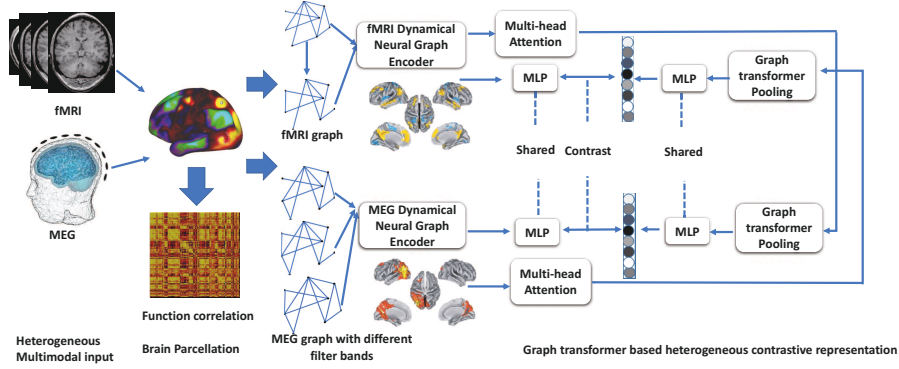 fMRI
MEG
Heterogeneous
Multimodal input
Function correlation
Brain Parcellation
fMRI graph
MEG graph with different
filter bands
fMRI Dynamical
Neural Graph
Encoder
Multi-head
Attention
MLP
MLP
Graph
transformer
Pooling
Shared
Contrast
Shared
MEG Dynamical
Neural Graph
Encoder
MLP
MLP
Graph
transformer
Pooling
Multi-head
Attention
Graph transformer based heterogeneous contrastive representation